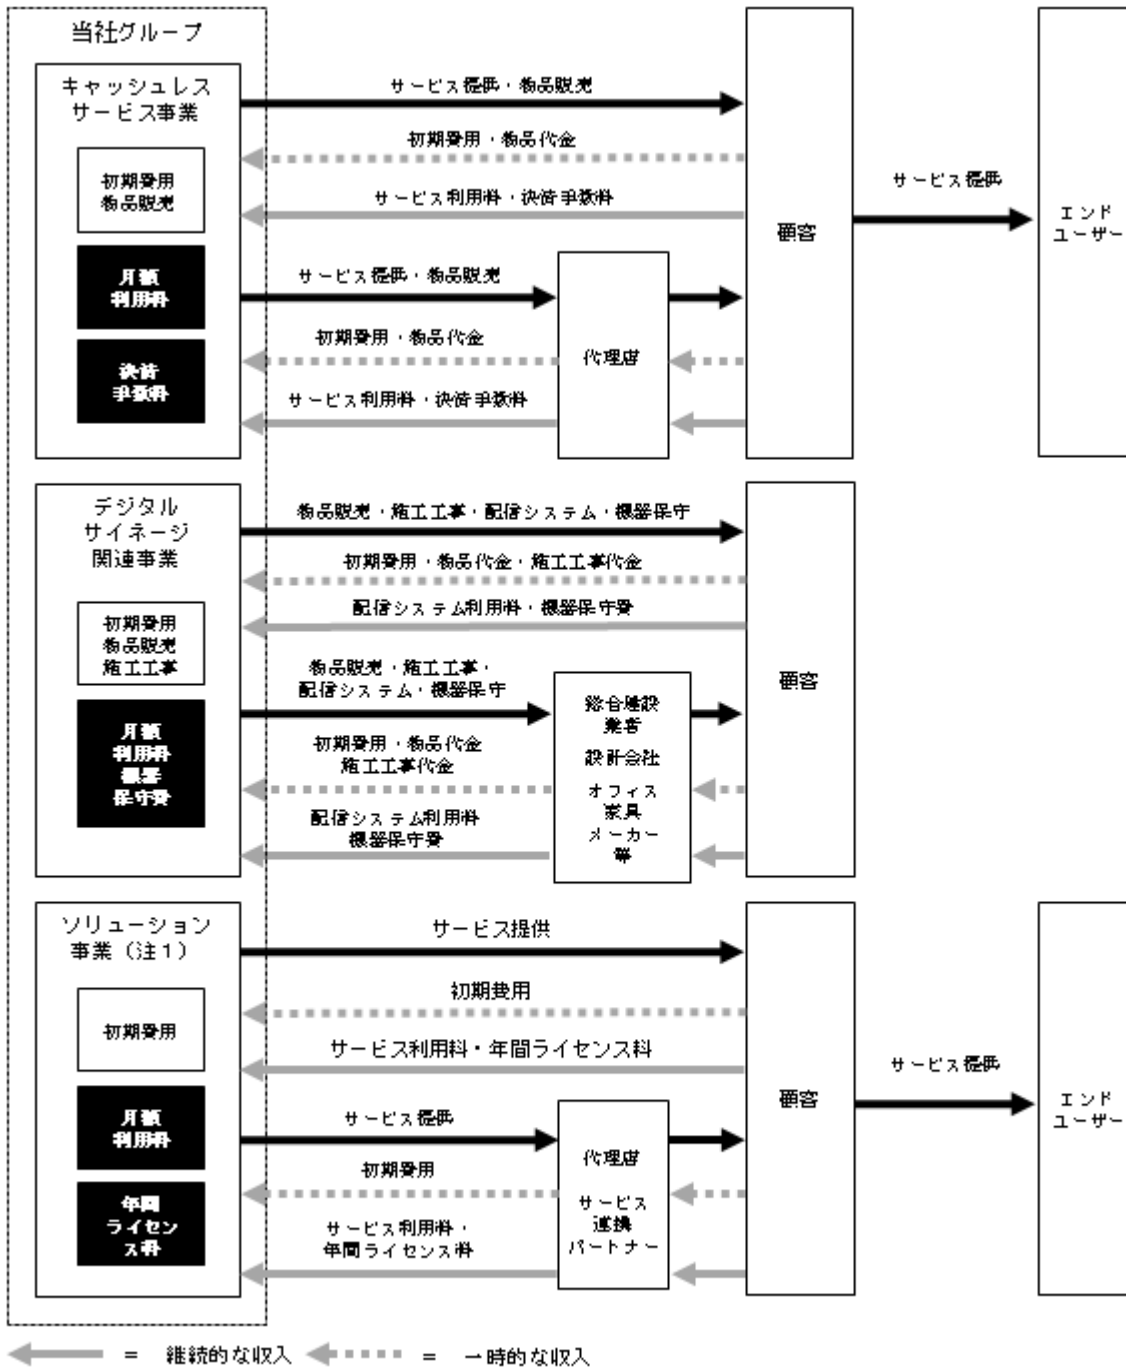 当社グループ
キャッシュレス
サービス事業
初期費用
物品販売
月額
利用料
決済
手数料
サービス提供・物品販売
初期費用・物品代金
サービス利用料・決済手数料
サービス提供・物品販売
初期費用・物品代金
サービス利用料・決済手数料
代理店
顧客
サービス提供
エンド
ユーザー
デジタル
サイネージ
関連事業
初期費用
物品販売
施工工事
月額
利用料
機器
保守費
物品販売・施工工事・配信システム・機器保守
初期費用・物品代金・施工工事代金
配信システム利用料・機器保守費
物品販売・施工工事・
配信システム・機器保守
初期費用・物品代金
施工工事代金
配信システム利用料
機器保守費
総合建設
業者
設計会社
オフィス
家具
メーカー
等
顧客
ソリューション
事業（注１）
初期費用
月額
利用料
年間
ライセン
ス料
サービス提供
初期費用
サービス利用料・年間ライセンス料
サービス提供
初期費用
サービス利用料・
年間ライセンス料
代理店
サービス
連携
パートナー
顧客
サービス提供
エンド
ユーザー
＝ 継続的な収入 ＝ 一時的な収入